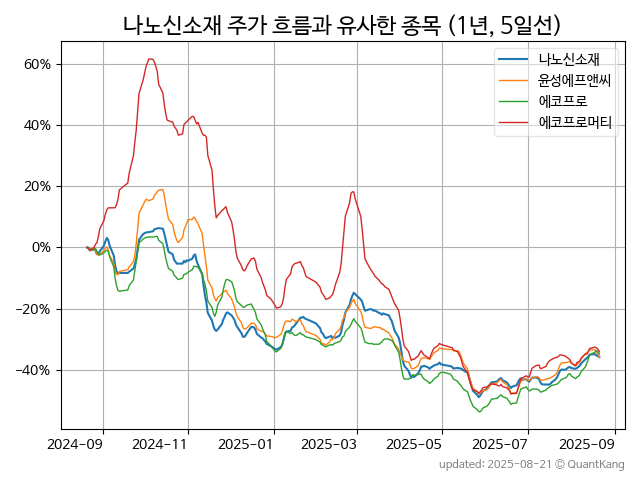 나노신소재 주가 흐름과 유사한 종목 (1년, 5일선)
60%
40%
20%
0%
−20%
−40%
나노신소재
윤성에프앤씨
에코프로
에코프로머티
2024-09 2024-11 2025-01 2025-03 2025-05 2025-07 2025-09
updated: 2025-08-21 © QuantKang